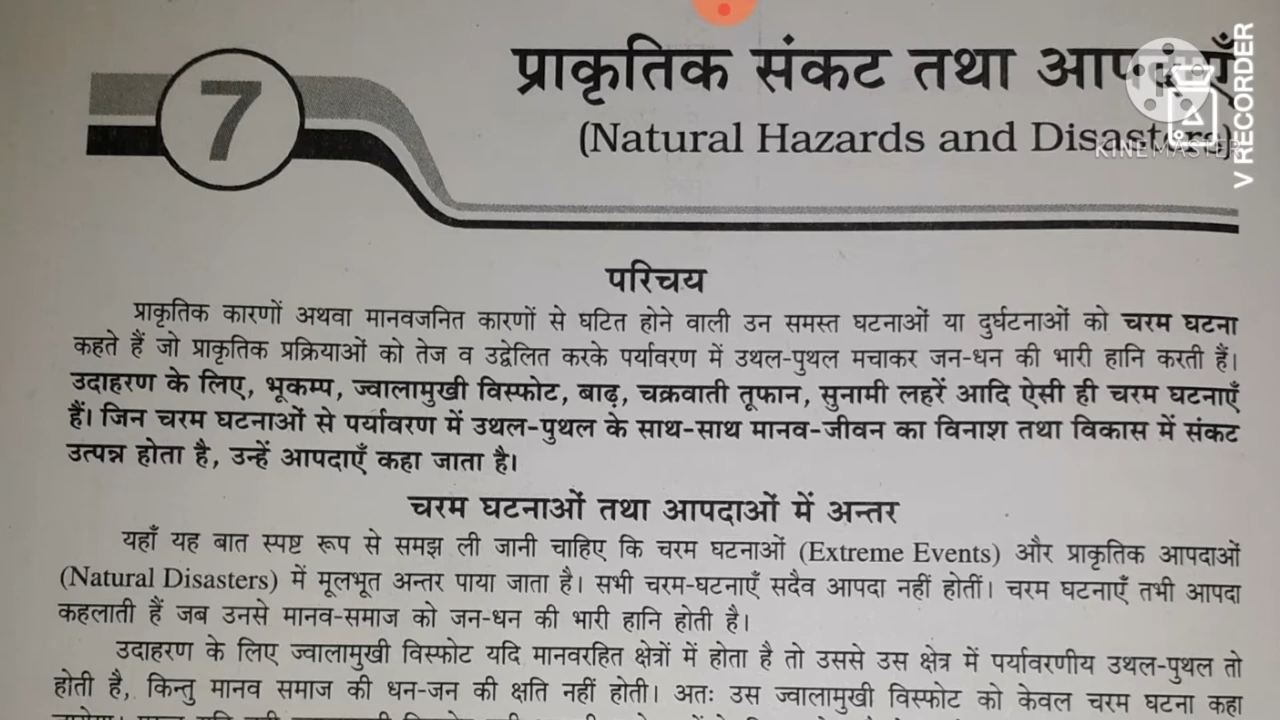 7
प्राकृतिक संकट तथा आपदाएँ
(Natural Hazards and Disasters)
KINEMASTER
V RECORDER
परिचय
प्राकृतिक कारणों अथवा मानवजनित कारणों से घटित होने वाली उन समस्त घटनाओं या दुर्घटनाओं को चरम घटना
कहते हैं जो प्राकृतिक प्रक्रियाओं को तेज व उद्वेलित करके पर्यावरण में उथल-पुथल मचाकर जन-धन की भारी हानि करती हैं।
उदाहरण के लिए, भूकम्प, ज्वालामुखी विस्फोट, बाढ़, चक्रवाती तूफान, सुनामी लहरें आदि ऐसी ही चरम घटनाएँ
हैं। जिन चरम घटनाओं से पर्यावरण में उथल-पुथल के साथ-साथ मानव-जीवन का विनाश तथा विकास में संकट
उत्पन्न होता है, उन्हें आपदाएँ कहा जाता है।
चरम घटनाओं तथा आपदाओं में अन्तर
यहाँ यह बात स्पष्ट रूप से समझ ली जानी चाहिए कि चरम घटनाओं (Extreme Events) और प्राकृतिक आपदाओं
(Natural Disasters) में मूलभूत अन्तर पाया जाता है। सभी चरम-घटनाएँ सदैव आपदा नहीं होतीं। चरम घटनाएँ तभी आपदा
कहलाती हैं जब उनसे मानव-समाज को जन-धन की भारी हानि होती है।
उदाहरण के लिए ज्वालामुखी विस्फोट यदि मानवरहित क्षेत्रों में होता है तो उससे उस क्षेत्र में पर्यावरणीय उथल-पुथल तो
होती है, किन्तु मानव समाज की धन-जन की क्षति नहीं होती। अतः उस ज्वालामुखी विस्फोट को केवल चरम घटना कहा